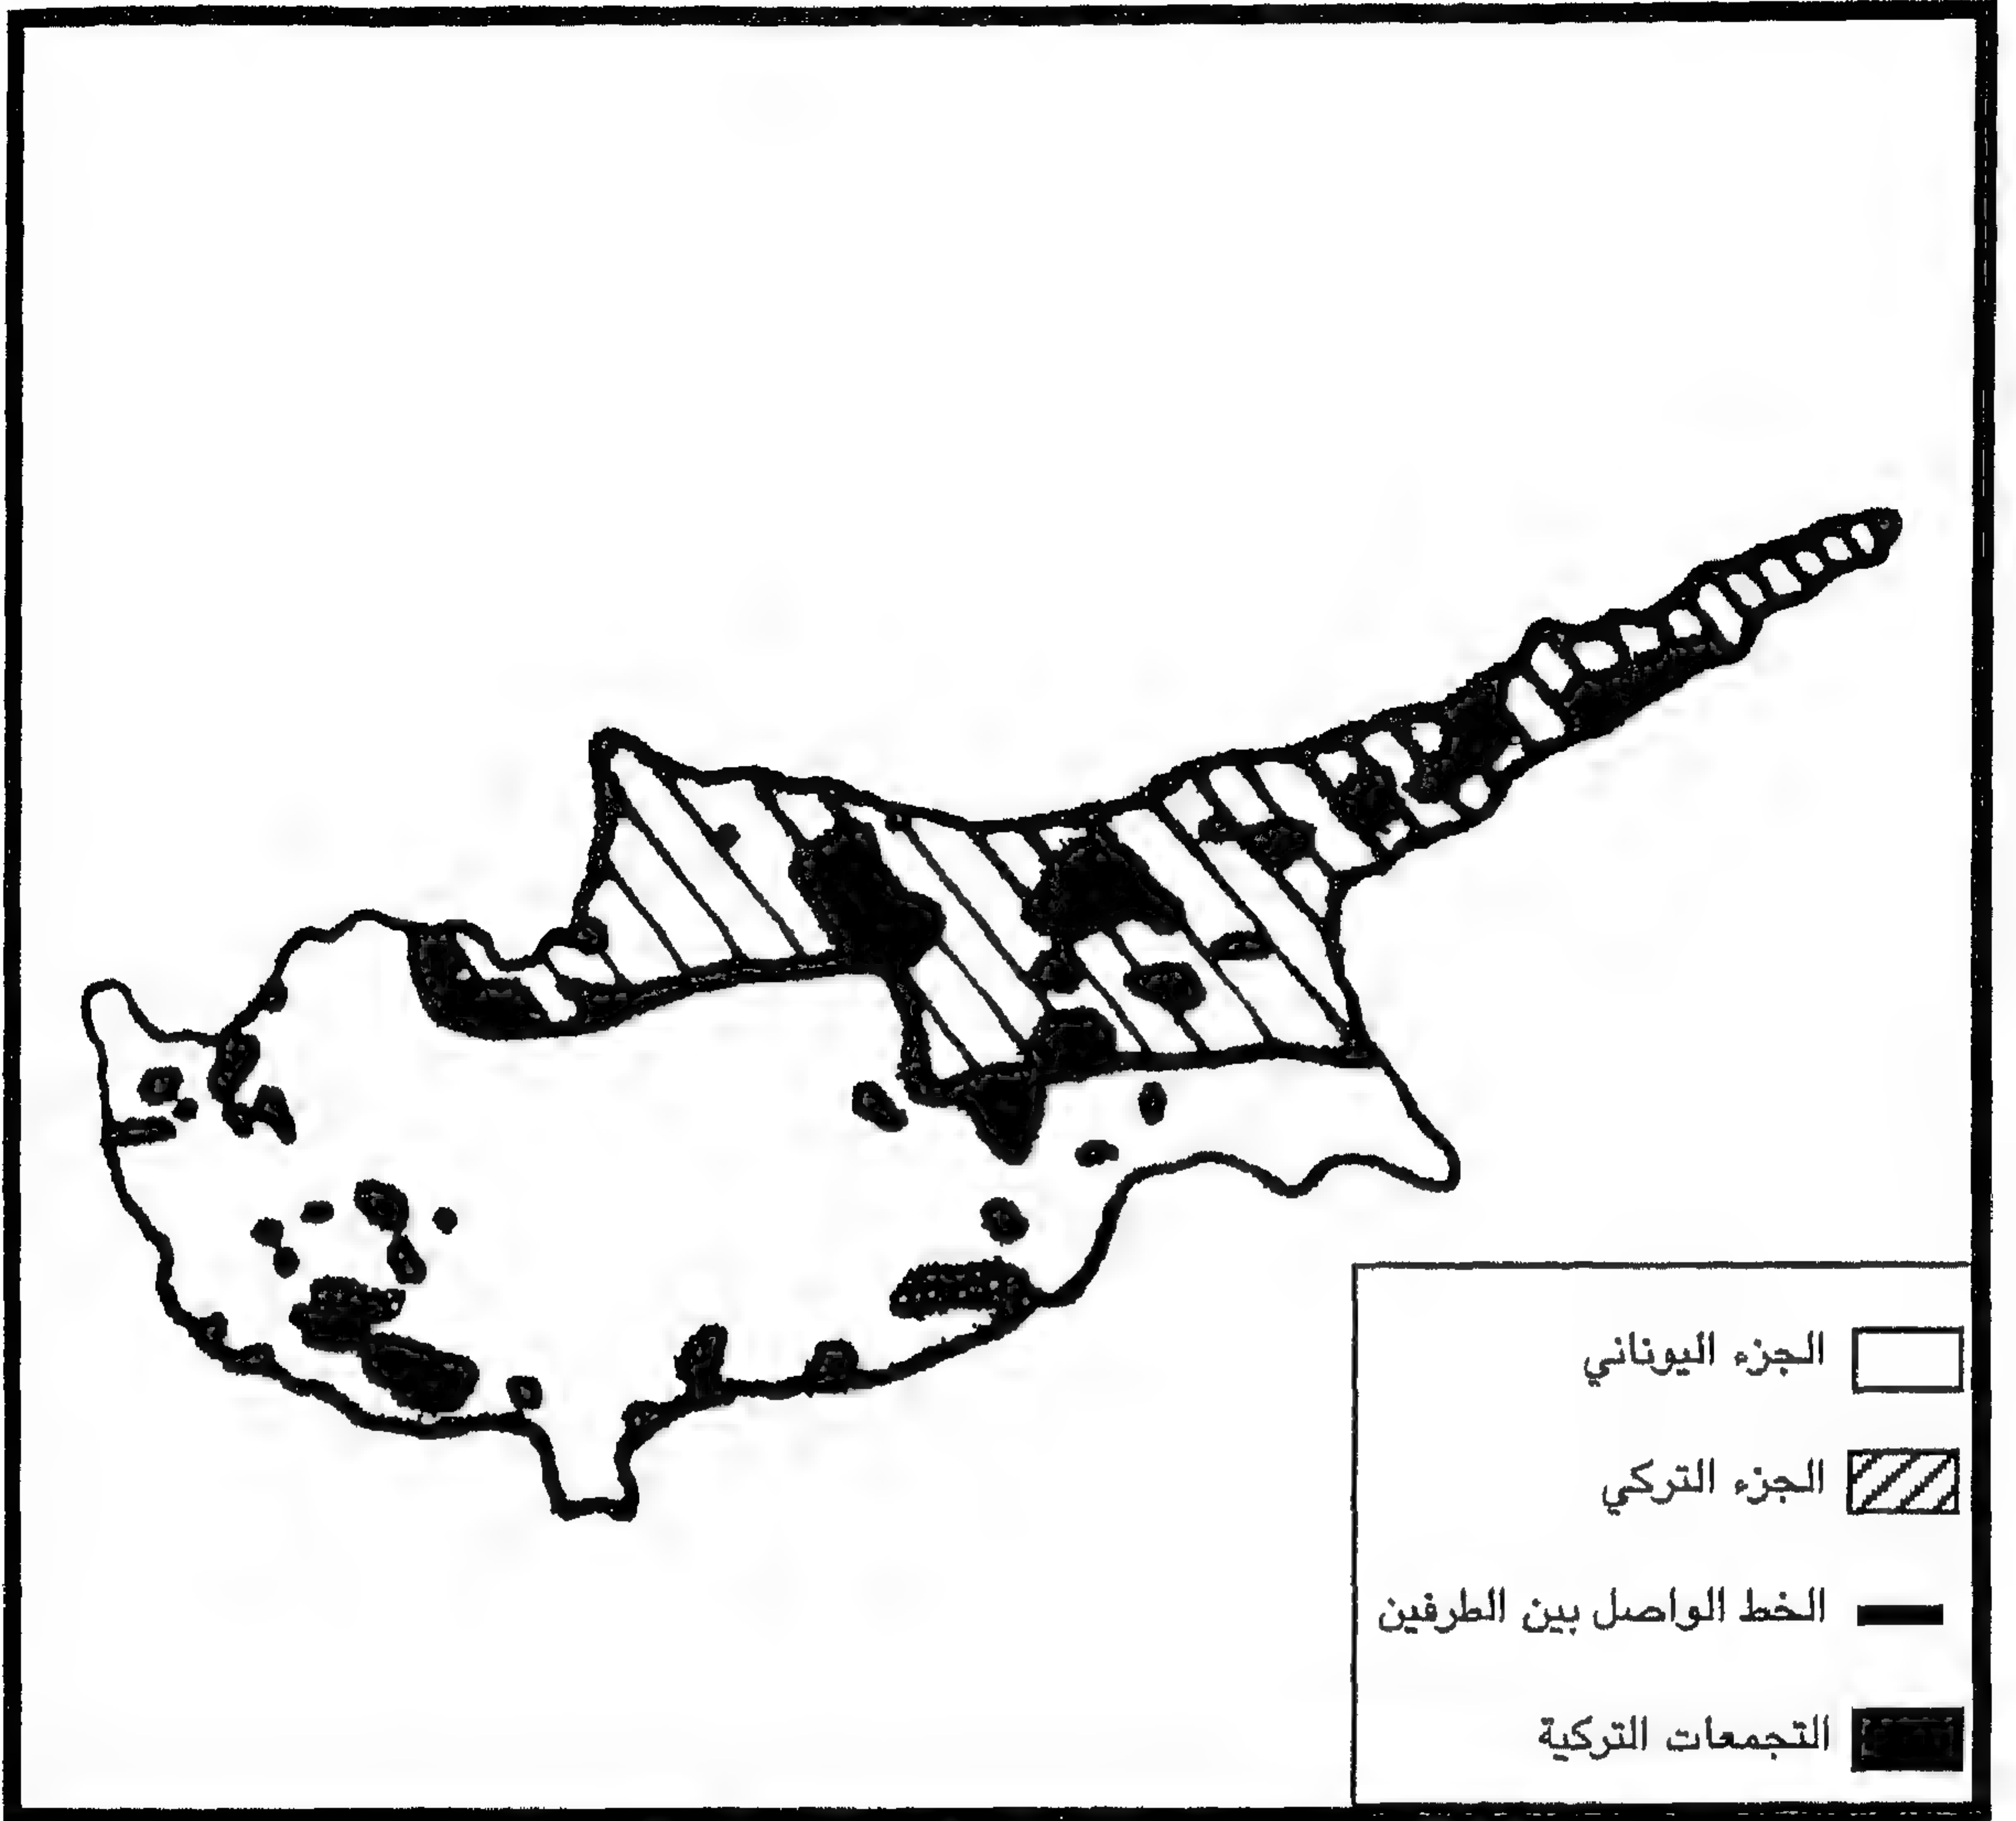 الجزء اليوناني
الجزء التركي
الخط الواصل بين الطرفين
التجمعات التركية